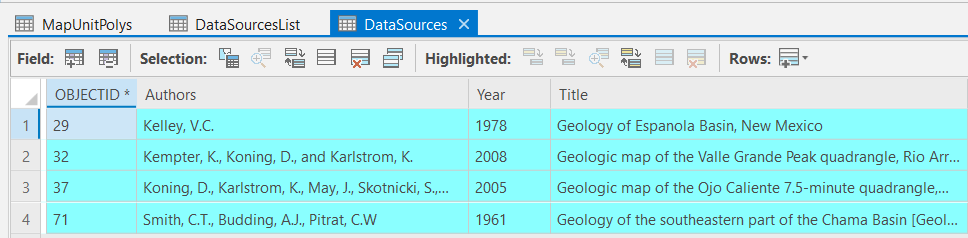 MapUnitPolys DataSourcesList DataSources
Field: Selection: Highlighted: Rows:
OBJECTID * Authors Year Title
1 29 Kelley, V.C. 1978 Geology of Espanola Basin, New Mexico
2 32 Kempter, K., Koning, D., and Karlstrom, K. 2008 Geologic map of the Valle Grande Peak quadrangle, Rio Arr...
3 37 Koning, D., Karlstrom, K., May, J., Skotnicki, S.,... 2005 Geologic map of the Ojo Caliente 7.5-minute quadrangle,...
4 71 Smith, C.T., Budding, A.J., Pitrat, C.W 1961 Geology of the southeastern part of the Chama Basin [Geol...